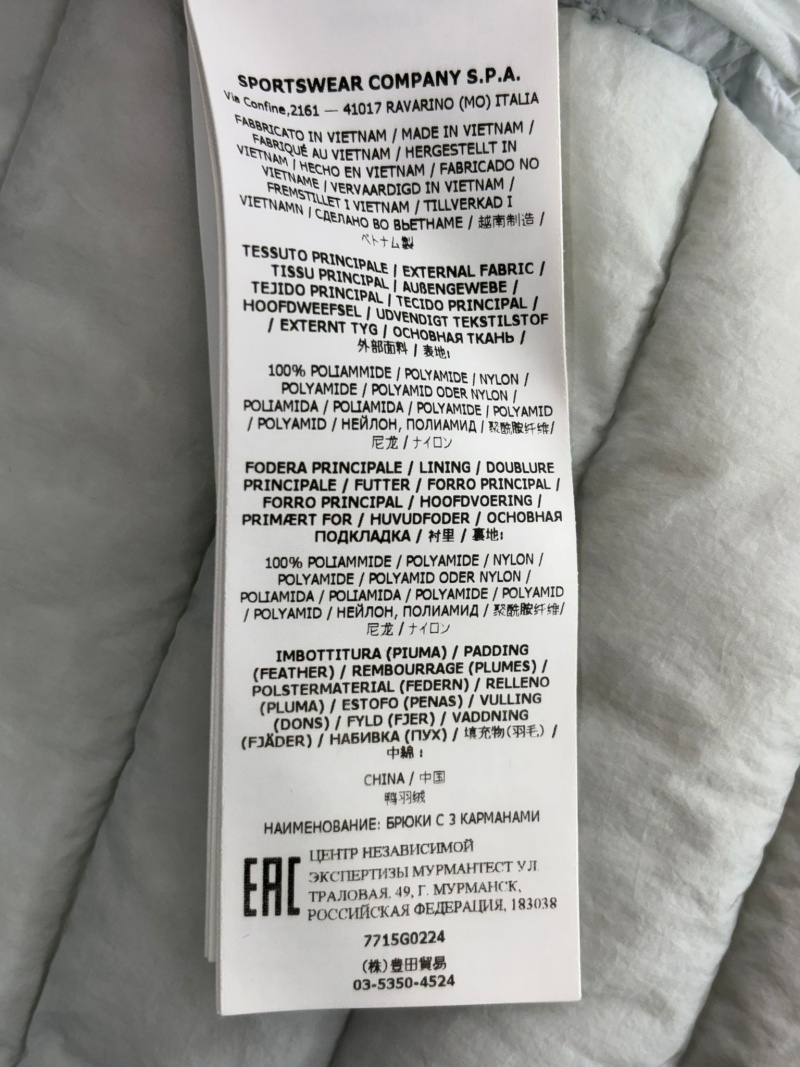 SPORTSWEAR COMPANY S.P.A.
Via Confine,2161 — 41017 RAVARINO (MO) ITALIA
FABBRICATO IN VIETNAM / MADE IN VIETNAM /
FABRIQUÉ AU VIETNAM / HERGESTELLT IN
VIETNAM / HECHO EN VIETNAM / FABRICADO NO
VIETNAME / VERVAARDIGD IN VIETNAM /
FREMSTILLET I VIETNAM / TILLVERKAD I
VIETNAMN / СДЕЛАНО ВО ВЬЕТНАМЕ / 越南制造 /
ベトナム製
TESSUTO PRINCIPALE / EXTERNAL FABRIC /
TISSU PRINCIPAL / AUßENGEWEBE /
TEJIDO PRINCIPAL / TECIDO PRINCIPAL /
HOOFDWEEFSEL / UDVENDIGT TEKSTILSTOF
/ EXTERNT TYG / ОСНОВНАЯ ТКАНЬ /
外部面料 / 表地:
100% POLIAMMIDE / POLYAMIDE / NYLON /
POLYAMIDE / POLYAMID ODER NYLON /
POLIAMIDA / POLIAMIDA / POLYAMIDE / POLYAMID
/ POLYAMID / НЕЙЛОН, ПОЛИАМИД / 聚酰胺纤维/
尼龙 / ナイロン
FODERA PRINCIPALE / LINING / DOUBLURE
PRINCIPALE / FUTTER / FORRO PRINCIPAL /
FORRO PRINCIPAL / HOOFDVOERING /
PRIMÆRT FOR / HUVUDFODER / ОСНОВНАЯ
ПОДКЛАДКА / 衬里 / 裏地:
100% POLIAMMIDE / POLYAMIDE / NYLON /
POLYAMIDE / POLYAMID ODER NYLON /
POLIAMIDA / POLIAMIDA / POLYAMIDE / POLYAMID
/ POLYAMID / НЕЙЛОН, ПОЛИАМИД / 聚酰胺纤维/
尼龙 / ナイロン
IMBOTTITURA (PIUMA) / PADDING
(FEATHER) / REMBOURRAGE (PLUMES) /
POLSTERMATERIAL (FEDERN) / RELLENO
(PLUMA) / ESTOFO (PENAS) / VULLING
(DONS) / FYLD (FJER) / VADDNING
(FJÄDER) / НАБИВКА (ПУХ) / 填充物(羽毛) /
中綿 :
CHINA / 中国
鸭羽绒
НАИМЕНОВАНИЕ: БРЮКИ С 3 КАРМАНАМИ
EAC
ЦЕНТР НЕЗАВИСИМОЙ
ЭКСПЕРТИЗЫ МУРМАНТЕСТ УЛ.
ТРАЛОВАЯ. 49, Г. МУРМАНСК,
РОССИЙСКАЯ ФЕДЕРАЦИЯ, 183038
7715G0224
(株)豊田貿易
03-5350-4524